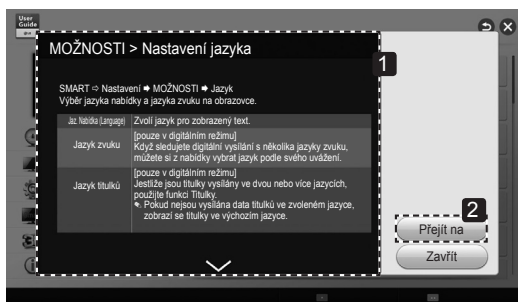 User
Guide
MOŽNOSTI > Nastavení jazyka
1
SMART ⇨ Nastavení ➡ MOŽNOSTI ➡ Jazyk
Výběr jazyka nabídky a jazyka zvuku na obrazovce.
Jaz. Nabídka (Language) Zvolí jazyk pro zobrazený text.
Jazyk zvuku
[pouze v digitálním režimu]
Když sledujete digitální vysílání s několika jazyky zvuku,
můžete si z nabídky vybrat jazyk podle svého uvážení.
Jazyk titulků
[pouze v digitálním režimu]
Jestliže jsou titulky vysílány ve dvou nebo více jazycích,
použijte funkci Titulky.
Pokud nejsou vysílána data titulků ve zvoleném jazyce,
zobrazí se titulky ve výchozím jazyce.
2
Přejít na
Zavřít